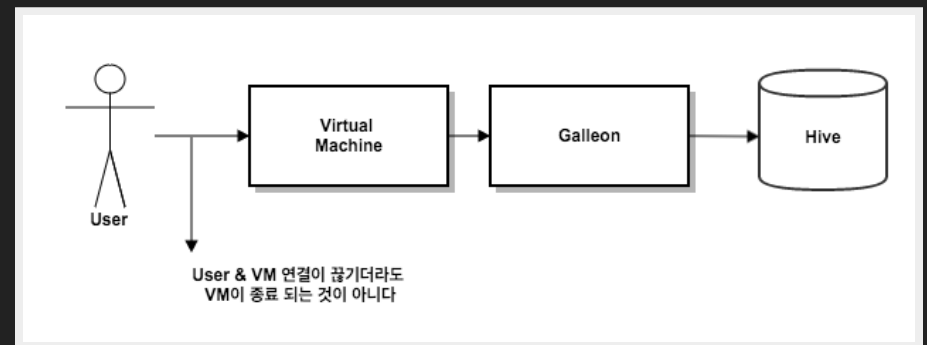 Virtual
Machine
Galleon
Hive
User
User & VM 연결이 끊기더라도
VM이 종료 되는 것이 아니다